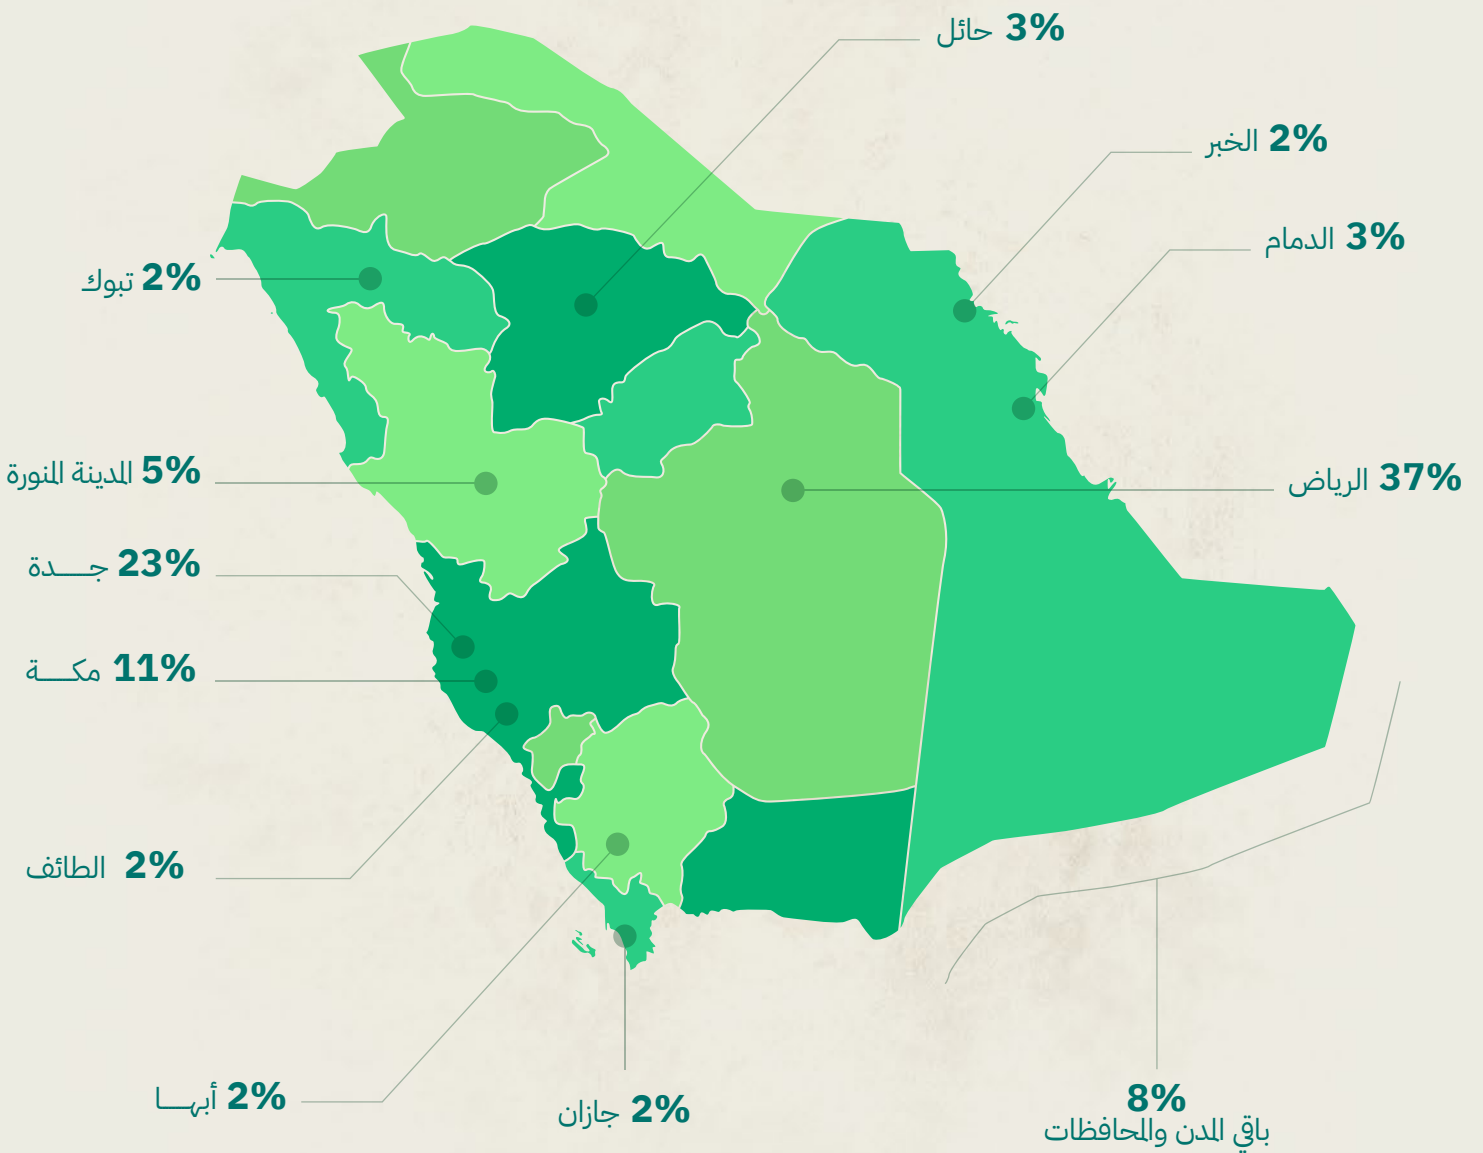 حائل 3%
الخبر 2%
الدمام 3%
تبوك 2%
المدينة المنورة 5%
الرياض 37%
جـــدة 23%
مكـــة 11%
الطائف 2%
أبهـــا 2%
جازان 2%
8%
باقي المدن والمحافظات